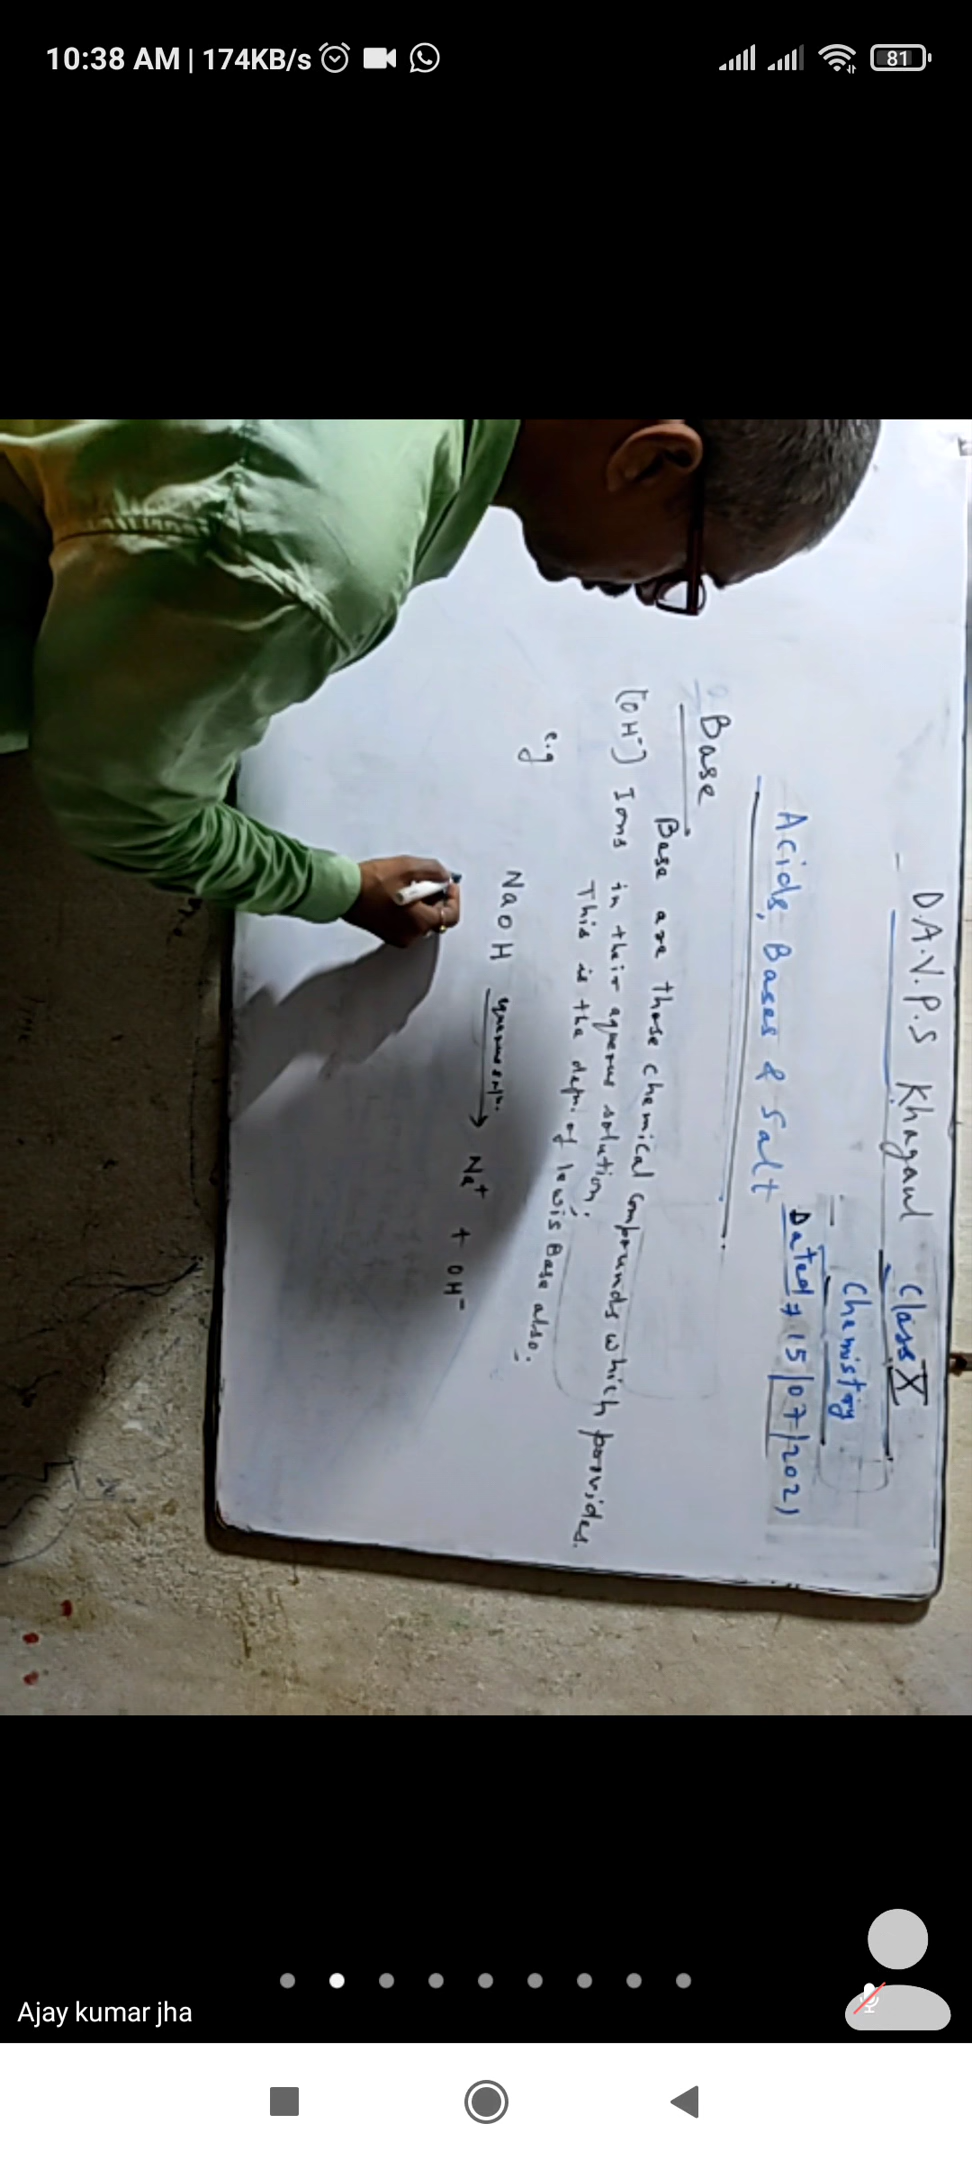 10:38 AM | 174KB/s
81
D.A.V.P.S Khagaul Class X
Chemistry
Dated 15/07/2021
Acids, Bases & Salt
Base
Base are those chemical compounds which provides
(OH⁻) Ions in their aqueous solution.
This is the defn. of lewis Base also.
e.g
NaOH → Na⁺ + OH⁻
Ajay kumar jha